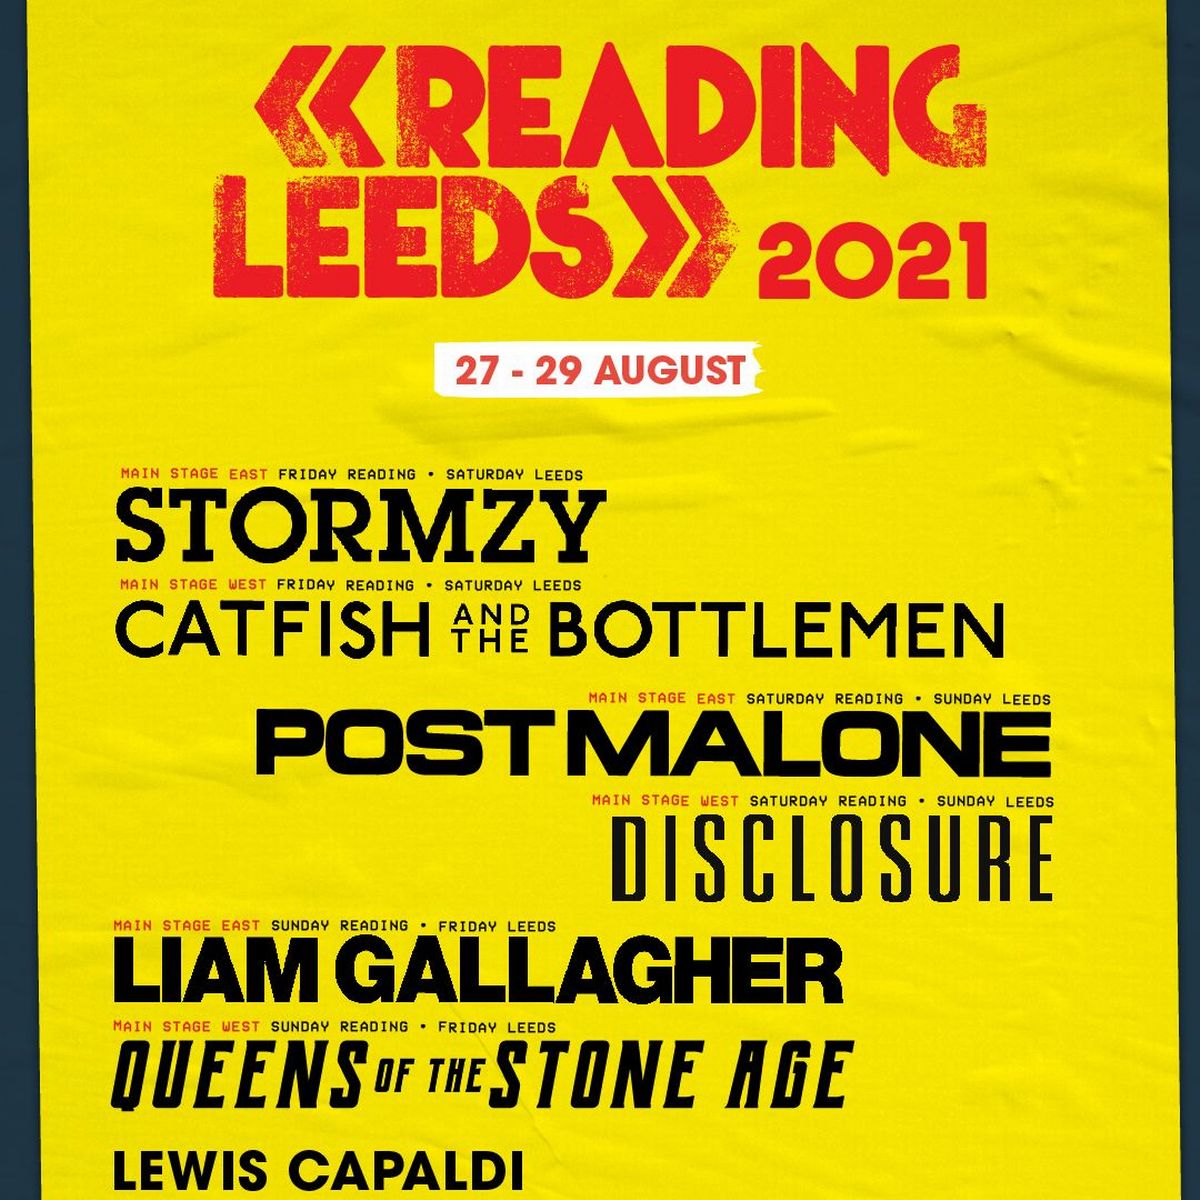 READING
LEEDS 2021
27 - 29 AUGUST
MAIN STAGE EAST FRIDAY READING • SATURDAY LEEDS
STORMZY
MAIN STAGE WEST FRIDAY READING • SATURDAY LEEDS
CATFISH AND THE BOTTLEMEN
MAIN STAGE EAST SATURDAY READING • SUNDAY LEEDS
POST MALONE
MAIN STAGE WEST SATURDAY READING • SUNDAY LEEDS
DISCLOSURE
MAIN STAGE EAST SUNDAY READING • FRIDAY LEEDS
LIAM GALLAGHER
MAIN STAGE WEST SUNDAY READING • FRIDAY LEEDS
QUEENS OF THE STONE AGE
LEWIS CAPALDI